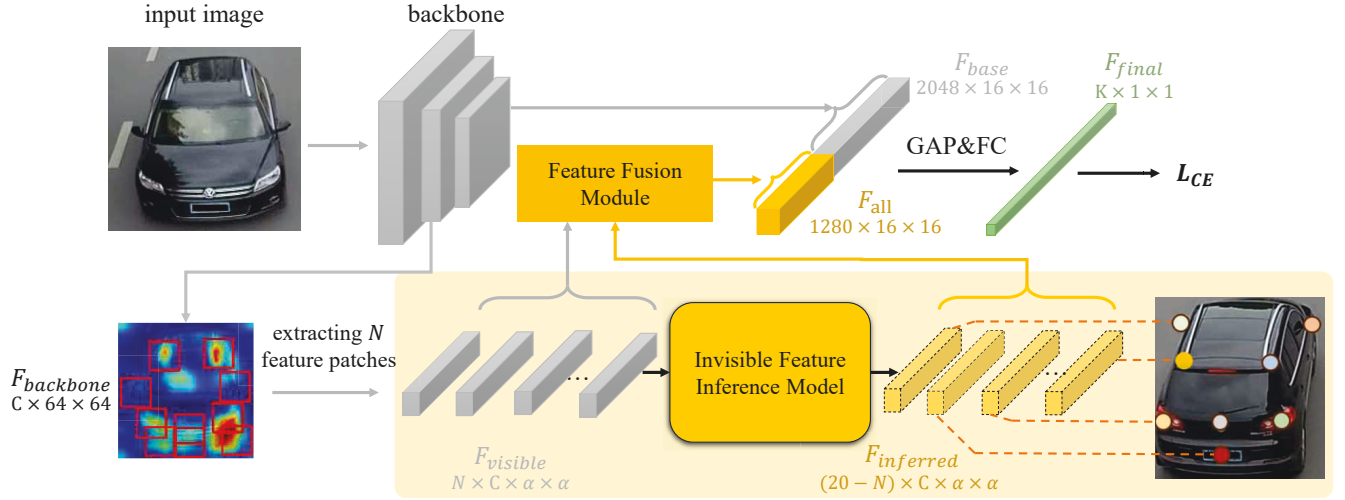 input image
backbone
F_base
2048 × 16 × 16
F_final
K × 1 × 1
GAP&FC
L_CE
Feature Fusion
Module
F_all
1280 × 16 × 16
extracting N
feature patches
F_backbone
C × 64 × 64
...
Invisible Feature
Inference Model
...
F_visible
N × C × α × α
F_inferred
(20 − N) × C × α × α